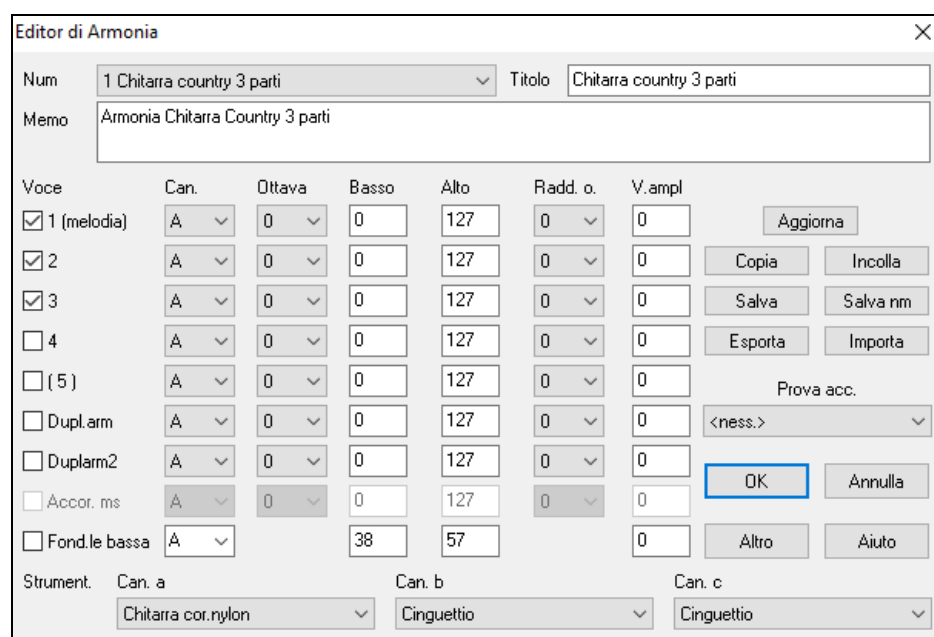 Editor di Armonia
Num 1 Chitarra country 3 parti Titolo Chitarra country 3 parti
Memo Armonia Chitarra Country 3 parti
Voce Can. Ottava Basso Alto Radd. o. V.ampl
1 (melodia) A 0 0 127 0 0 Aggiorna
2 A 0 0 127 0 0 Copia Incolla
3 A 0 0 127 0 0 Salva Salva nm
4 A 0 0 127 0 0 Esporta Importa
( 5 ) A 0 0 127 0 0 Prova acc.
Dupl.arm A 0 0 127 0 0 <ness.>
Duplarm2 A 0 0 127 0 0 OK Annulla
Accor. ms A 0 0 127 0 0
Fond.le bassa A 38 57 0 Altro Aiuto
Strument. Can. a Can. b Can. c
Chitarra cor.nylon Cinguettio Cinguettio